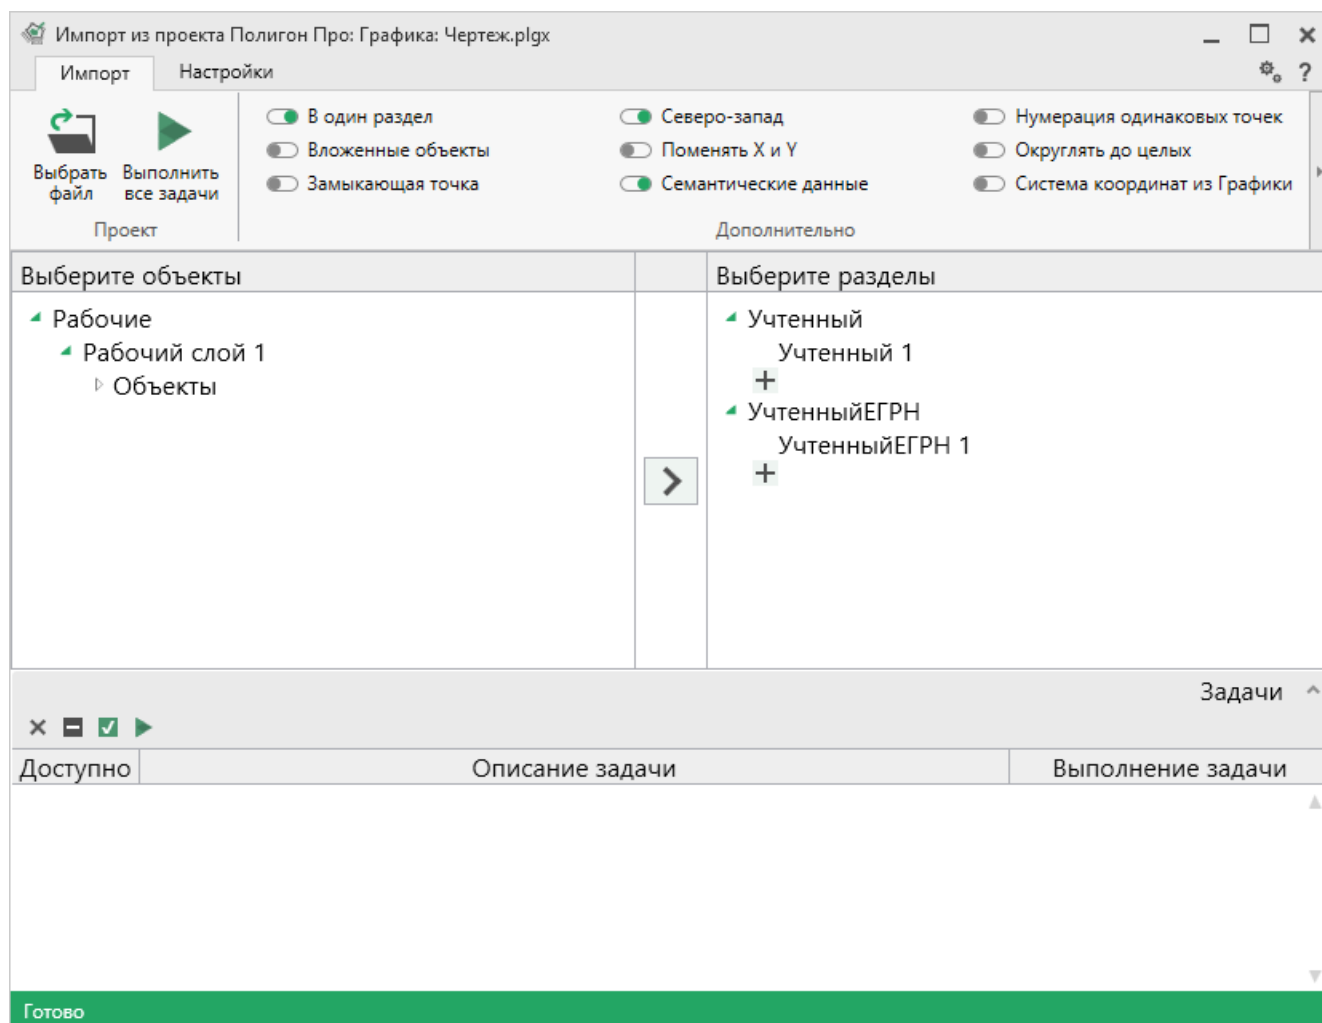 Импорт из проекта Полигон Про: Графика: Чертеж.plgx
Импорт Настройки ?
Выбрать файл
Выполнить все задачи
Проект
В один раздел Северо-запад Нумерация одинаковых точек
Вложенные объекты Поменять X и Y Округлять до целых
Замыкающая точка Семантические данные Система координат из Графики
Дополнительно
Выберите объекты Выберите разделы
Рабочие
Рабочий слой 1
Объекты
Учтенный
Учтенный 1
+
УчтенныйЕГРН
УчтенныйЕГРН 1
+
Задачи
Доступно Описание задачи Выполнение задачи
Готово